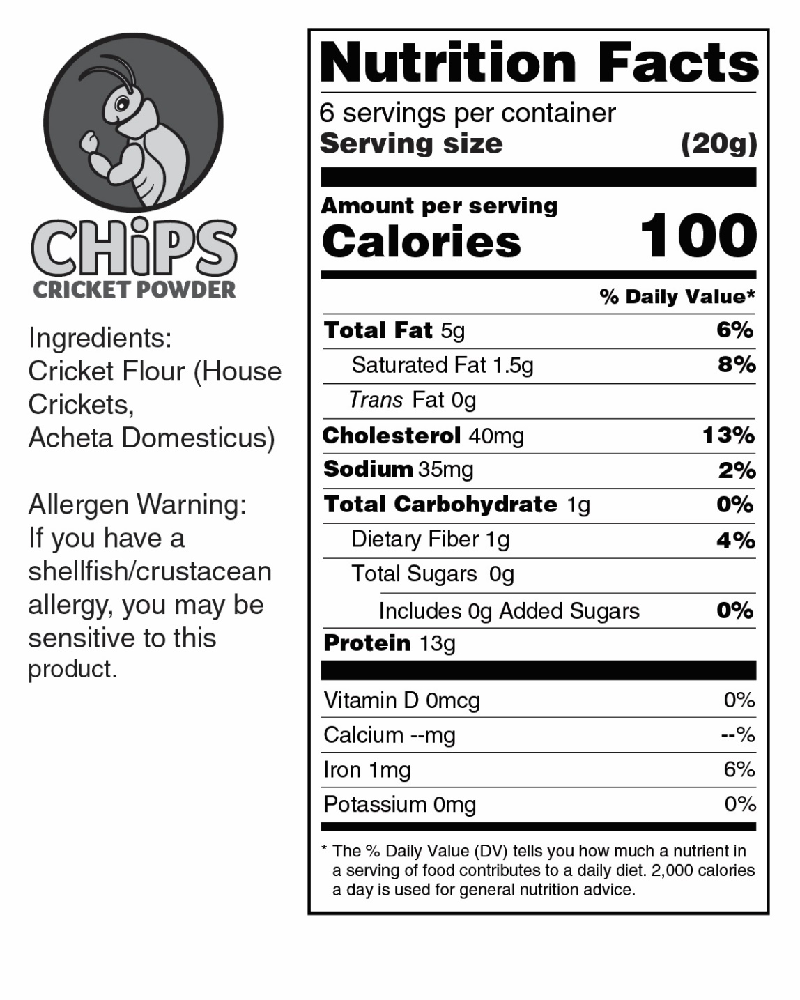 CHiPS
CRICKET POWDER
Ingredients:
Cricket Flour (House
Crickets,
Acheta Domesticus)
Allergen Warning:
If you have a
shellfish/crustacean
allergy, you may be
sensitive to this
product.
Nutrition Facts
6 servings per container
Serving size (20g)
Amount per serving
Calories 100
% Daily Value*
Total Fat 5g 6%
Saturated Fat 1.5g 8%
Trans Fat 0g
Cholesterol 40mg 13%
Sodium 35mg 2%
Total Carbohydrate 1g 0%
Dietary Fiber 1g 4%
Total Sugars 0g
Includes 0g Added Sugars 0%
Protein 13g
Vitamin D 0mcg 0%
Calcium --mg --%
Iron 1mg 6%
Potassium 0mg 0%
* The % Daily Value (DV) tells you how much a nutrient in
a serving of food contributes to a daily diet. 2,000 calories
a day is used for general nutrition advice.